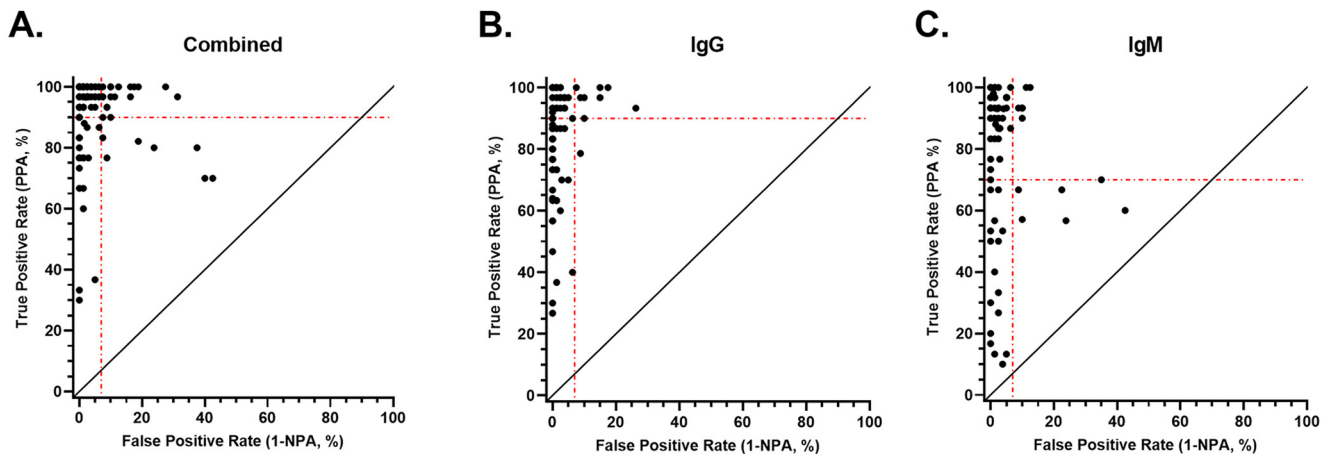 A.
Combined
True Positive Rate (PPA, %)
100
80
60
40
20
0
0 20 40 60 80 100
False Positive Rate (1-NPA, %)
B.
IgG
True Positive Rate (PPA, %)
100
80
60
40
20
0
0 20 40 60 80 100
False Positive Rate (1-NPA, %)
C.
IgM
True Positive Rate (PPA %)
100
80
60
40
20
0
0 20 40 60 80 100
False Positive Rate (1-NPA, %)